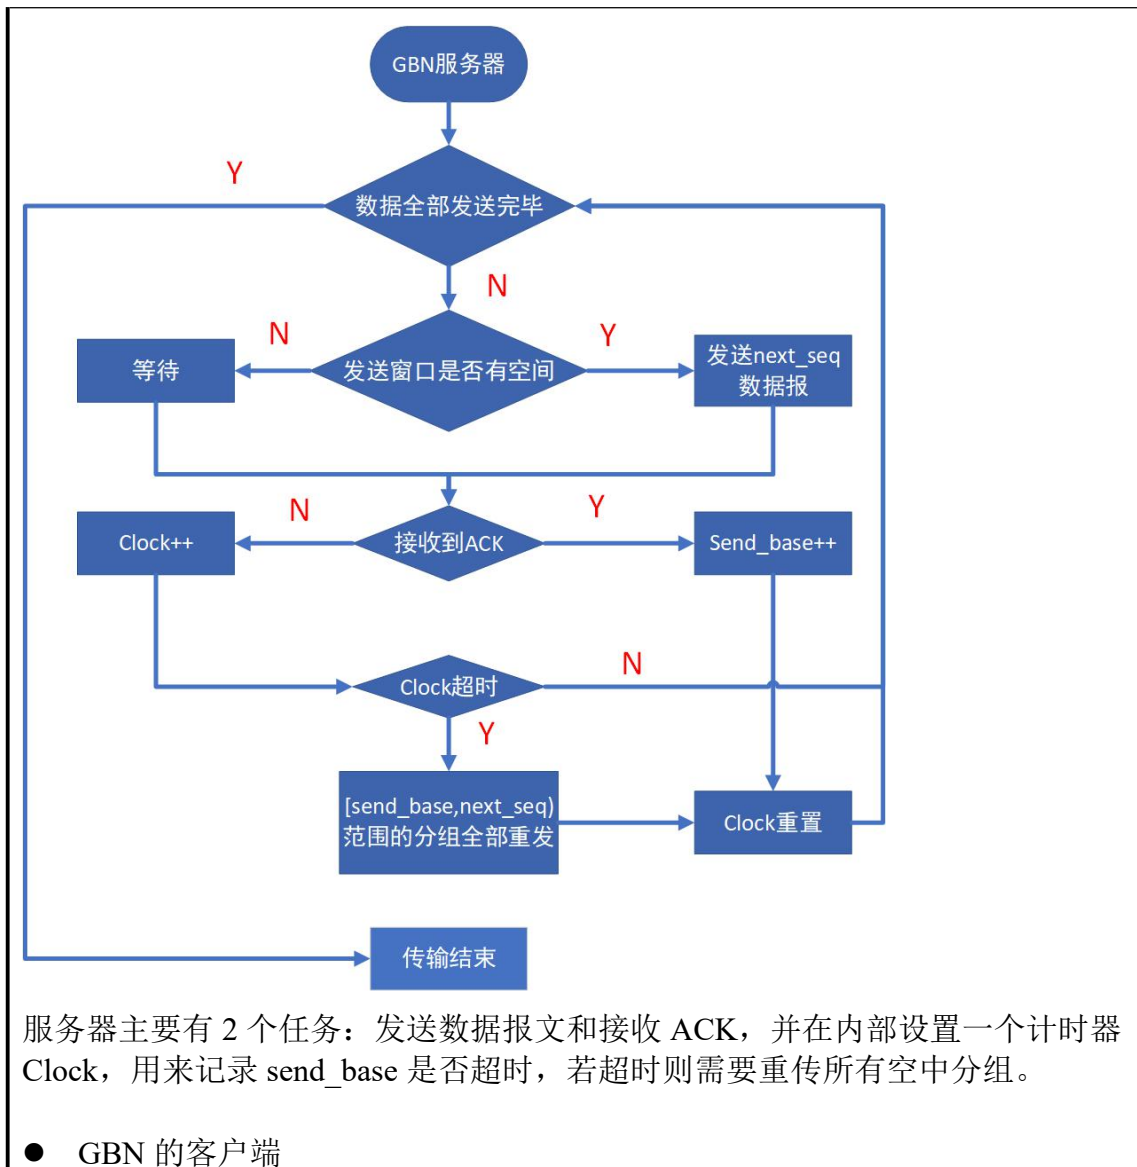 GBN服务器
Y
数据全部发送完毕
N
N
Y
等待
发送窗口是否有空间
发送next_seq
数据报
N
Y
Clock++
接收到ACK
Send_base++
Clock超时
N
Y
[send_base,next_seq)
范围的分组全部重发
Clock重置
传输结束
服务器主要有 2 个任务：发送数据报文和接收 ACK，并在内部设置一个计时器
Clock，用来记录 send_base 是否超时，若超时则需要重传所有空中分组。
● GBN 的客户端